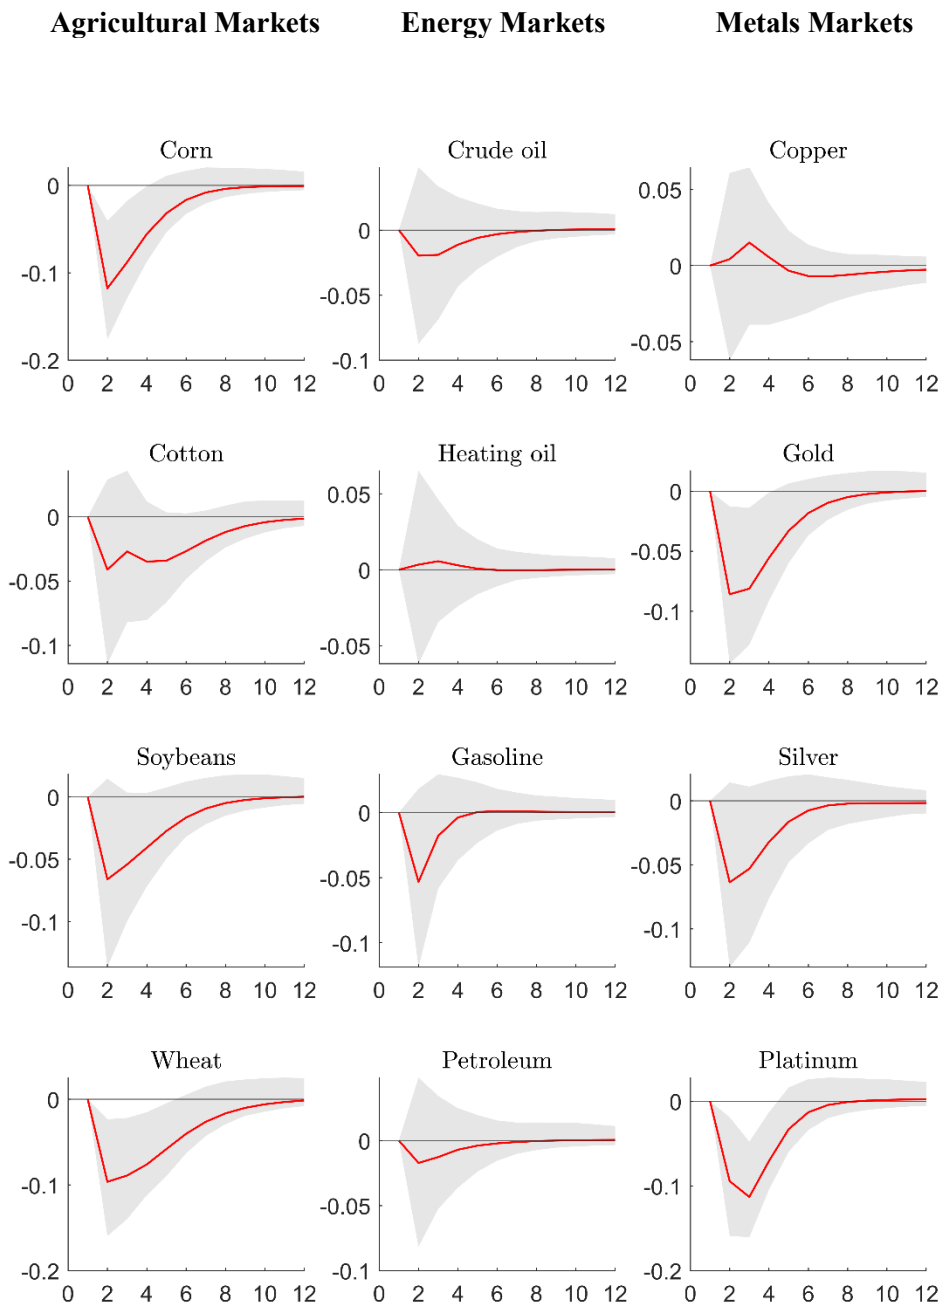 Agricultural Markets Energy Markets Metals Markets
Corn Crude oil Copper
0
-0.1
-0.2
0 2 4 6 8 10 12
0
-0.05
-0.1
0 2 4 6 8 10 12
0.05
0
-0.05
0 2 4 6 8 10 12
Cotton Heating oil Gold
0
-0.05
-0.1
0 2 4 6 8 10 12
0.05
0
-0.05
0 2 4 6 8 10 12
0
-0.05
-0.1
0 2 4 6 8 10 12
Soybeans Gasoline Silver
0
-0.05
-0.1
0 2 4 6 8 10 12
0
-0.05
-0.1
0 2 4 6 8 10 12
0
-0.05
-0.1
0 2 4 6 8 10 12
Wheat Petroleum Platinum
0
-0.1
-0.2
0 2 4 6 8 10 12
0
-0.05
-0.1
0 2 4 6 8 10 12
0
-0.1
-0.2
0 2 4 6 8 10 12